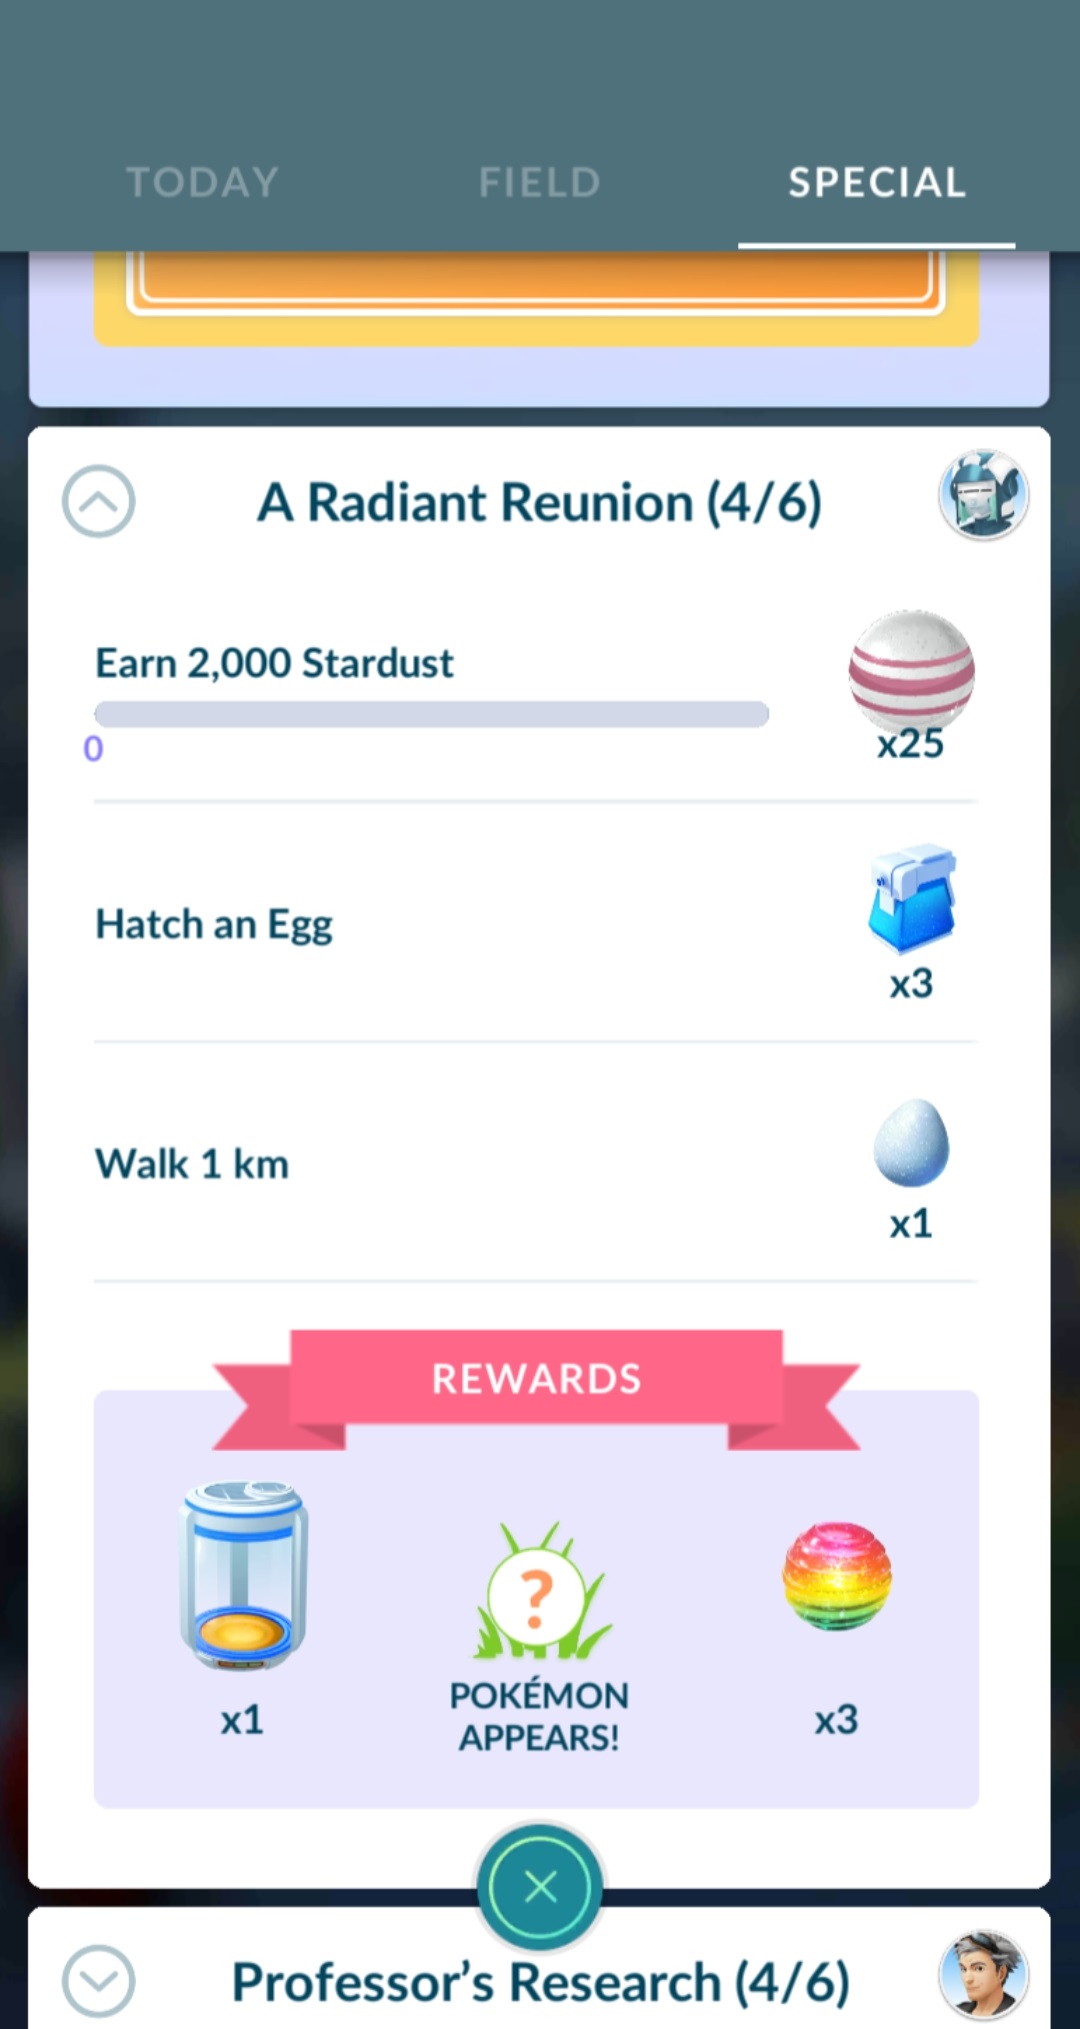 TODAY
FIELD
SPECIAL
A Radiant Reunion (4/6)
Earn 2,000 Stardust
0
x25
Hatch an Egg
x3
Walk 1 km
x1
REWARDS
?
x1
POKÉMON
APPEARS!
x3
Professor's Research (4/6)